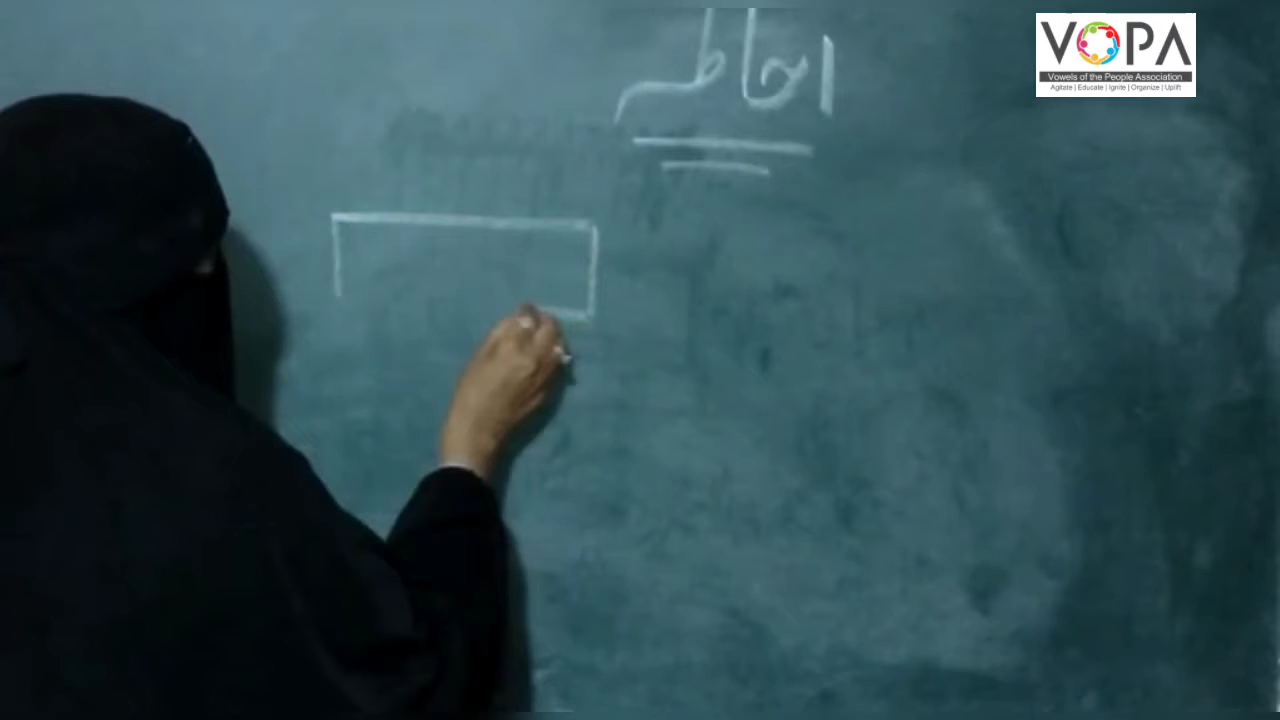 احاطہ
VOPA
Vowels of the People Association
Agitate | Educate | Ignite | Organize | Uplift